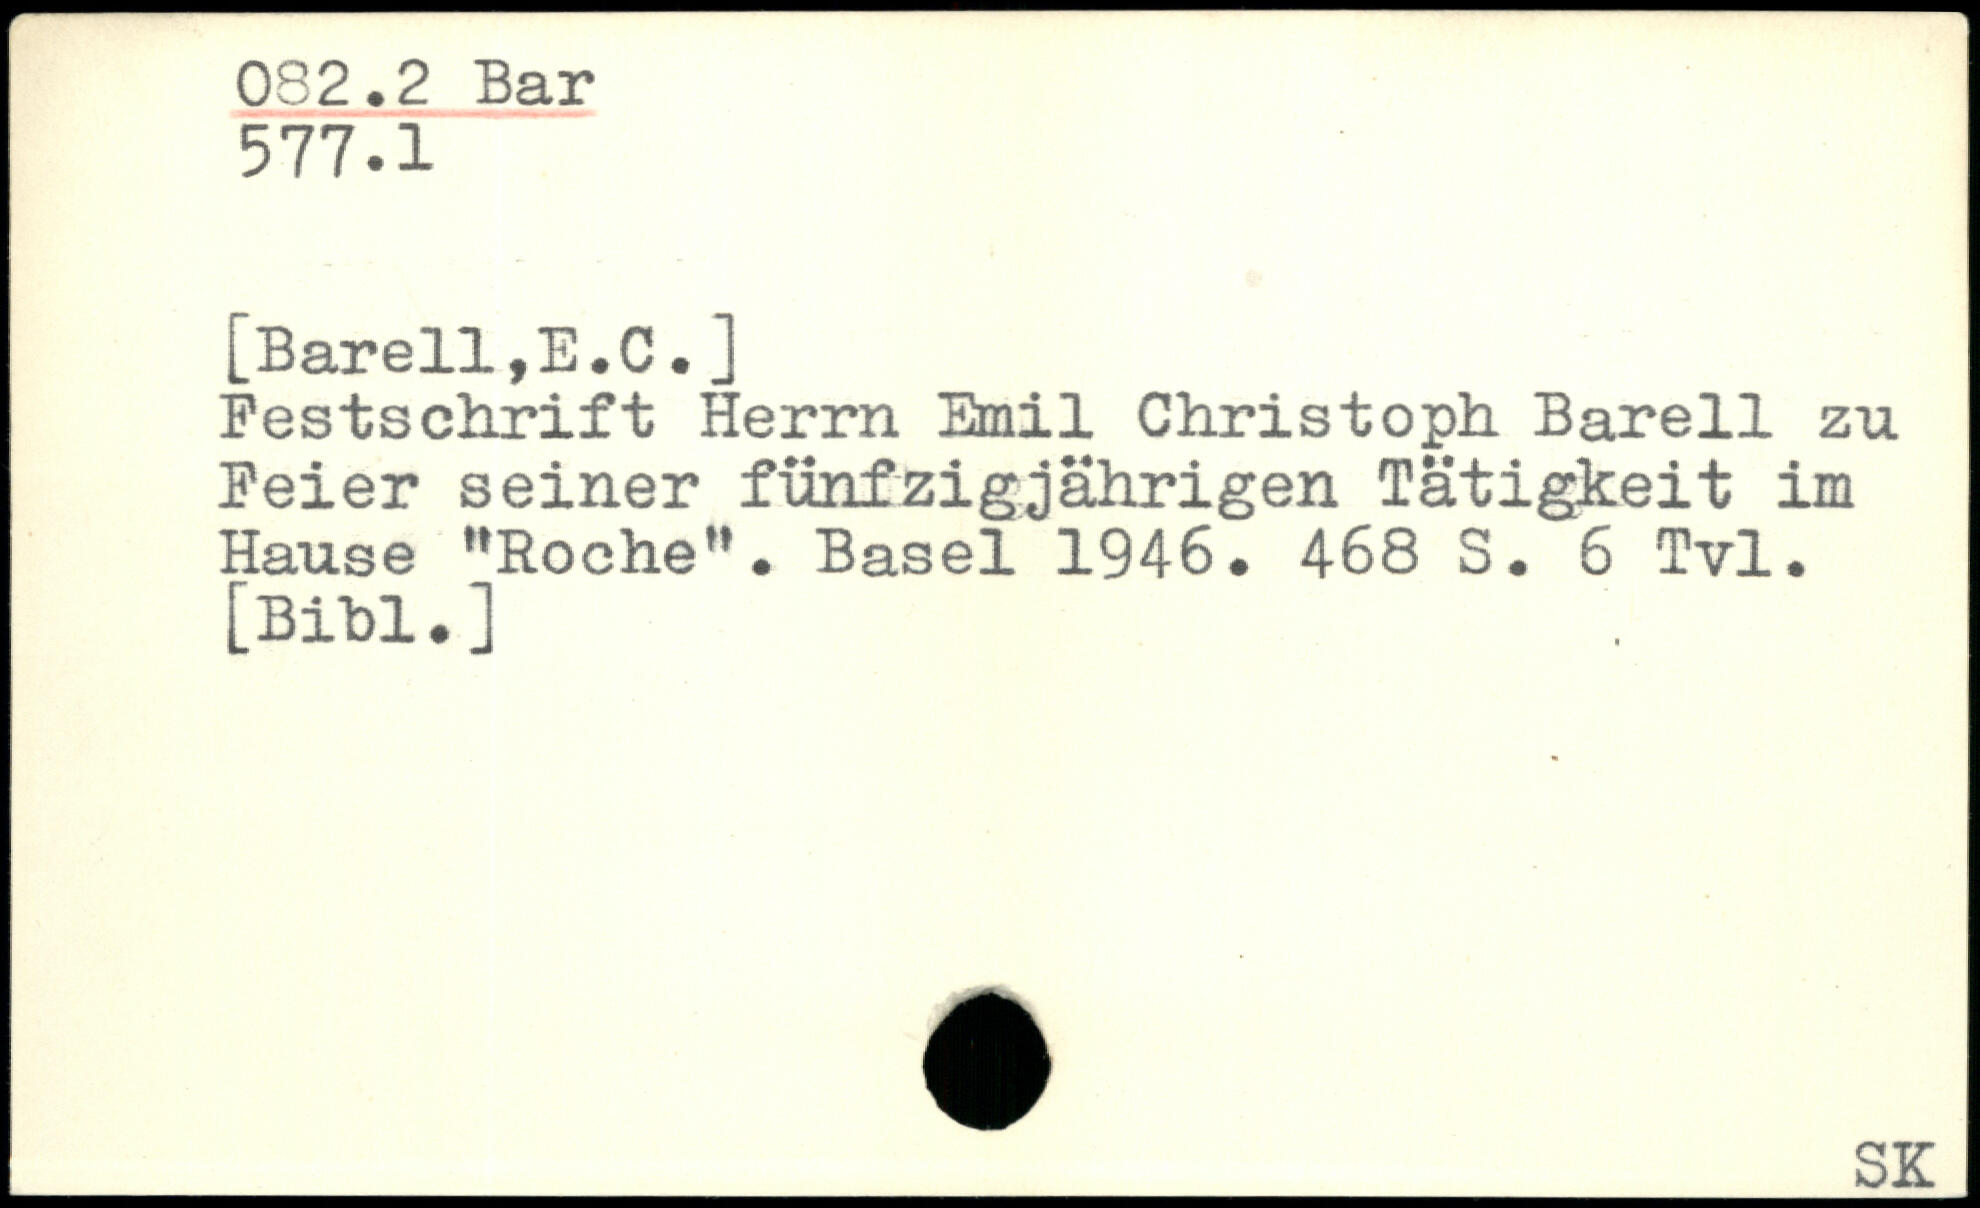 082.2 Bar
577.1
[Barell,E.C.]
Festschrift Herrn Emil Christoph Barell zu
Feier seiner fünfzigjährigen Tätigkeit im
Hause "Roche". Basel 1946. 468 S. 6 Tvl.
[Bibl.]
SK